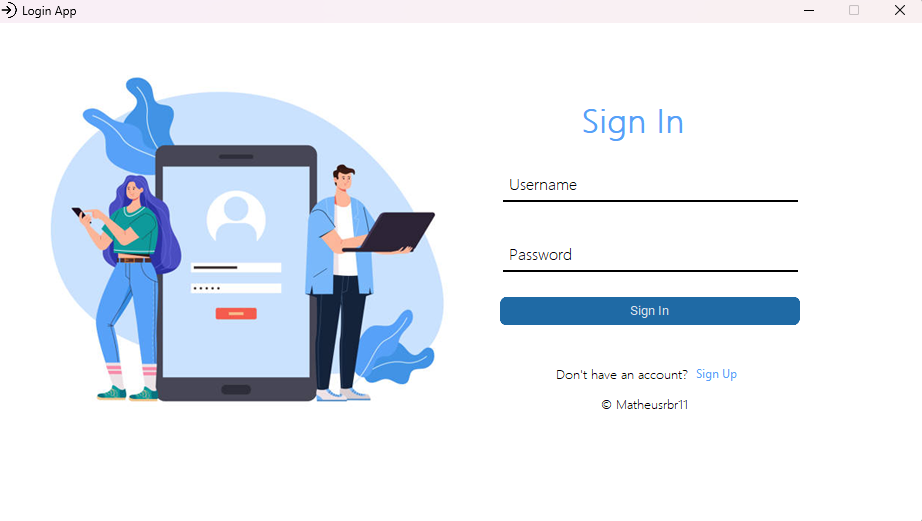 Login App
Sign In
Username
Password
Sign In
Don't have an account? Sign Up
© Matheusrbr11